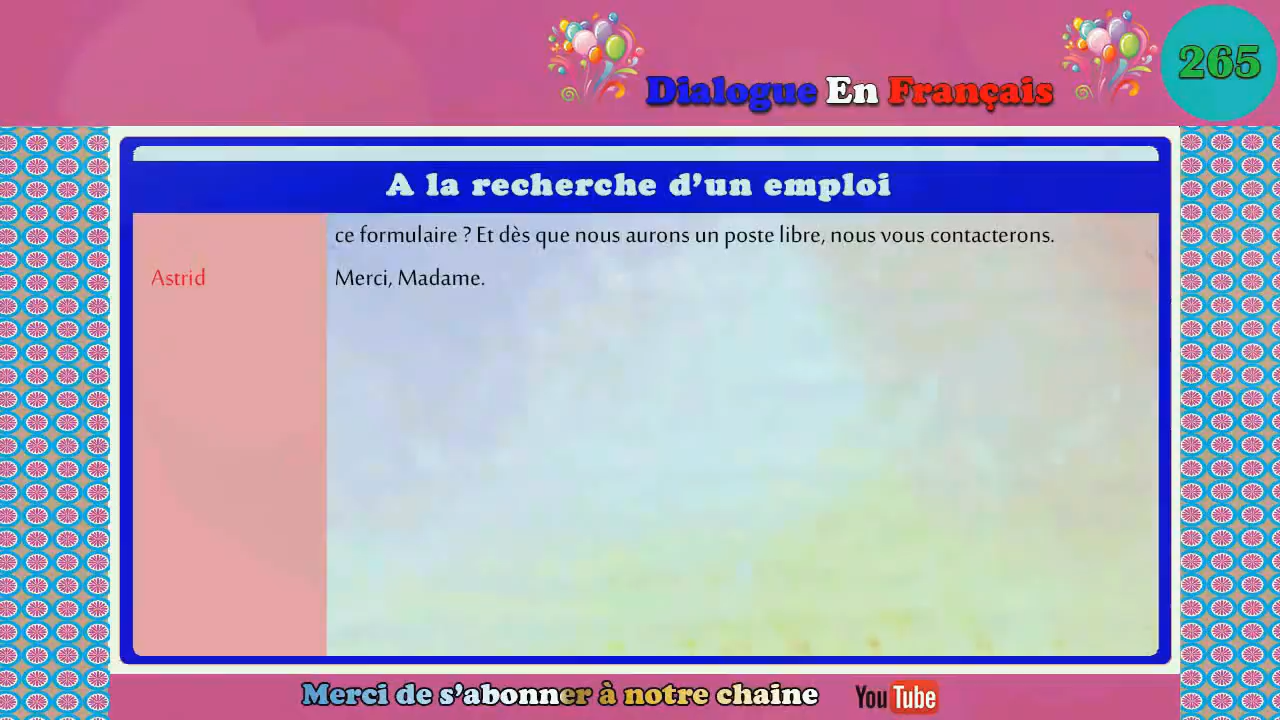 265
Dialogue En Français
A la recherche d'un emploi
ce formulaire ? Et dès que nous aurons un poste libre, nous vous contacterons.
Astrid Merci, Madame.
Merci de s'abonner à notre chaine YouTube